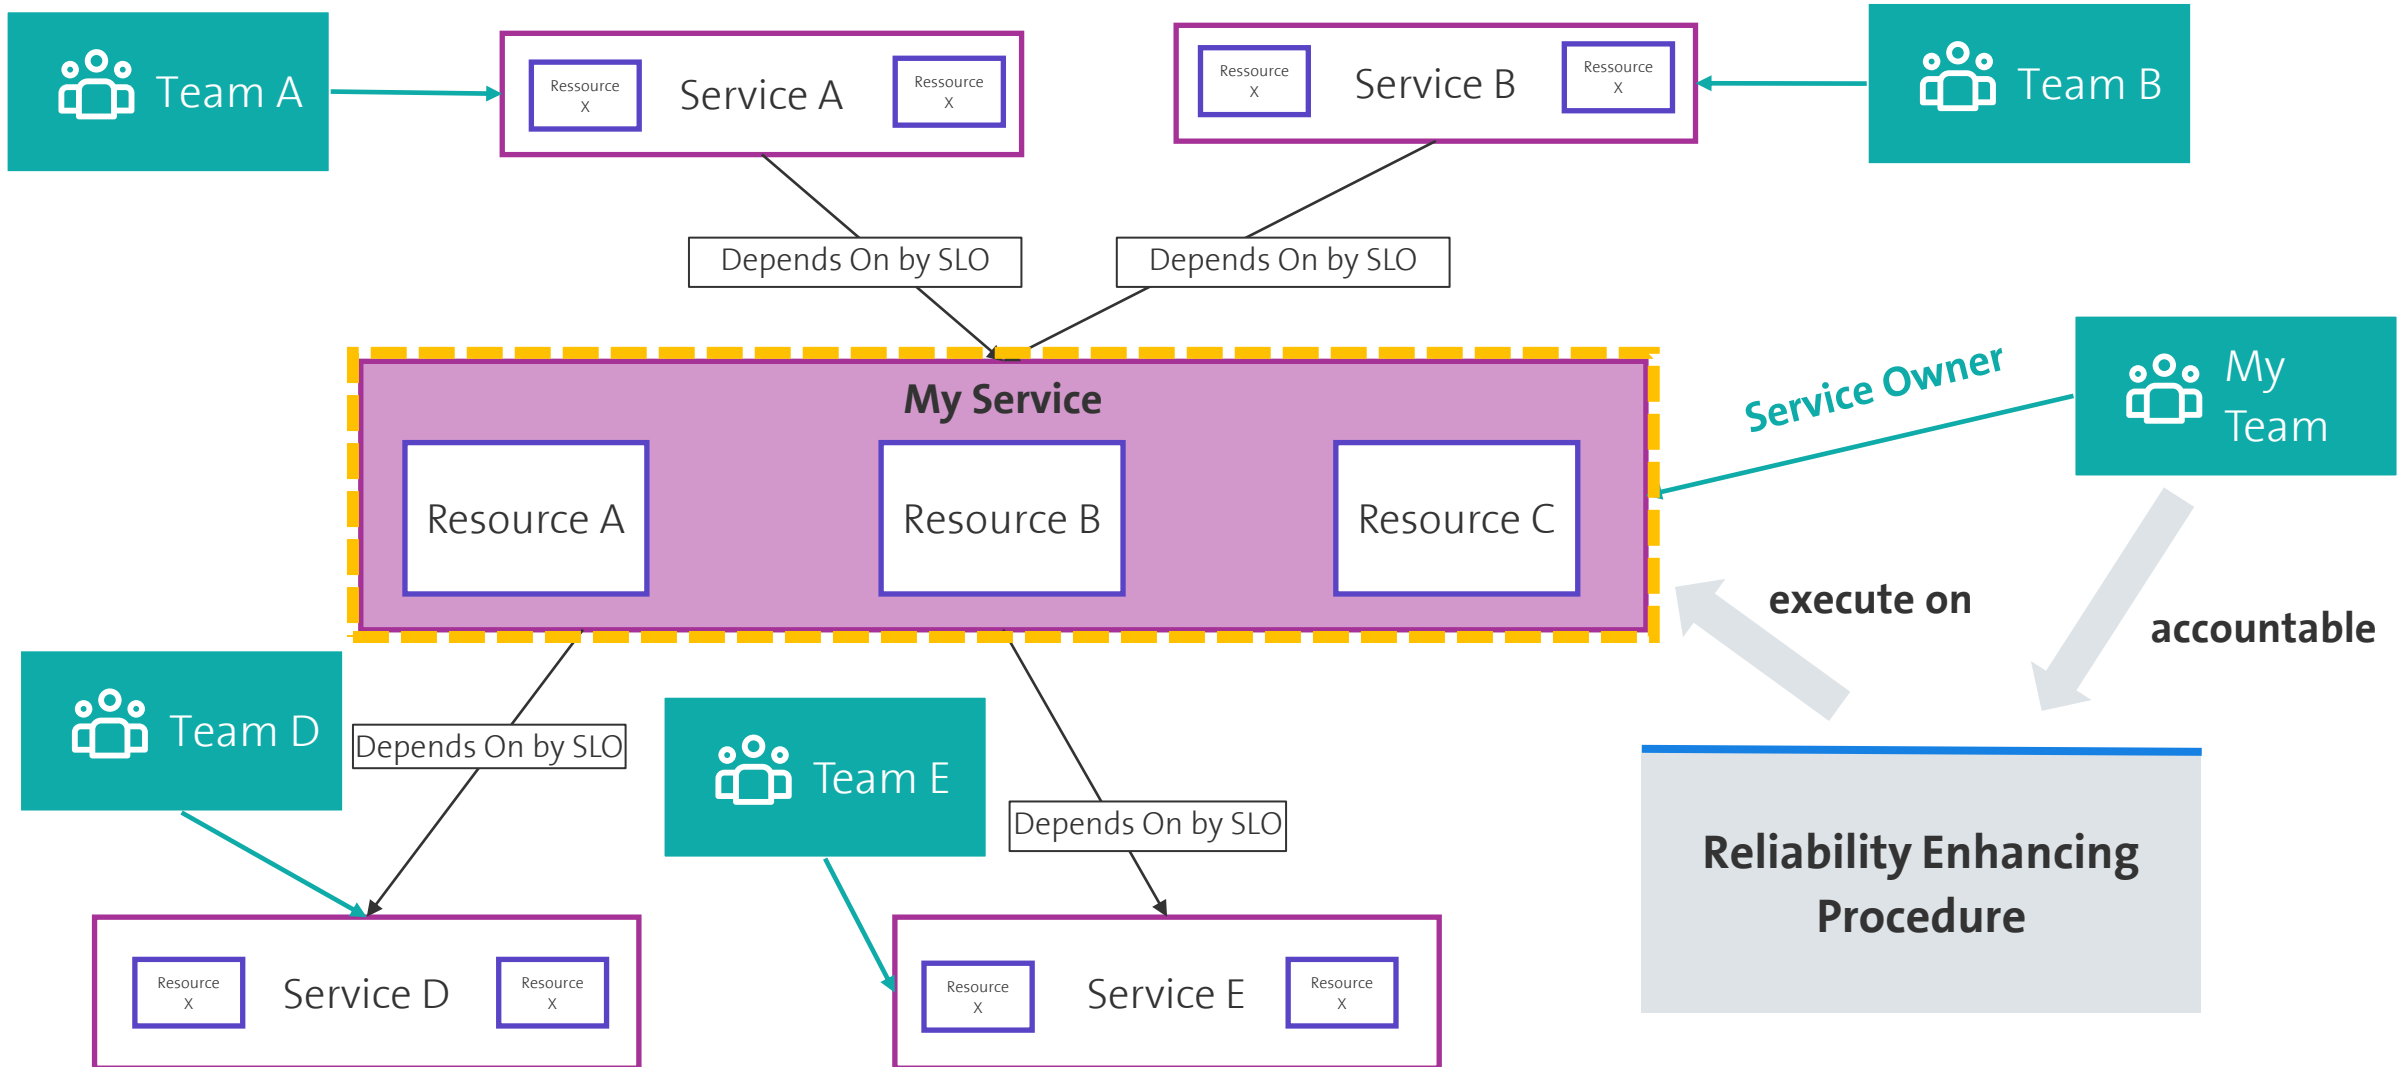 Team A
Ressource
X
Service A
Ressource
X
Ressource
X
Service B
Ressource
X
Team B
Depends On by SLO
Depends On by SLO
My Service
Resource A
Resource B
Resource C
Service Owner
My
Team
execute on
accountable
Team D
Depends On by SLO
Team E
Depends On by SLO
Reliability Enhancing
Procedure
Resource
X
Service D
Resource
X
Resource
X
Service E
Resource
X